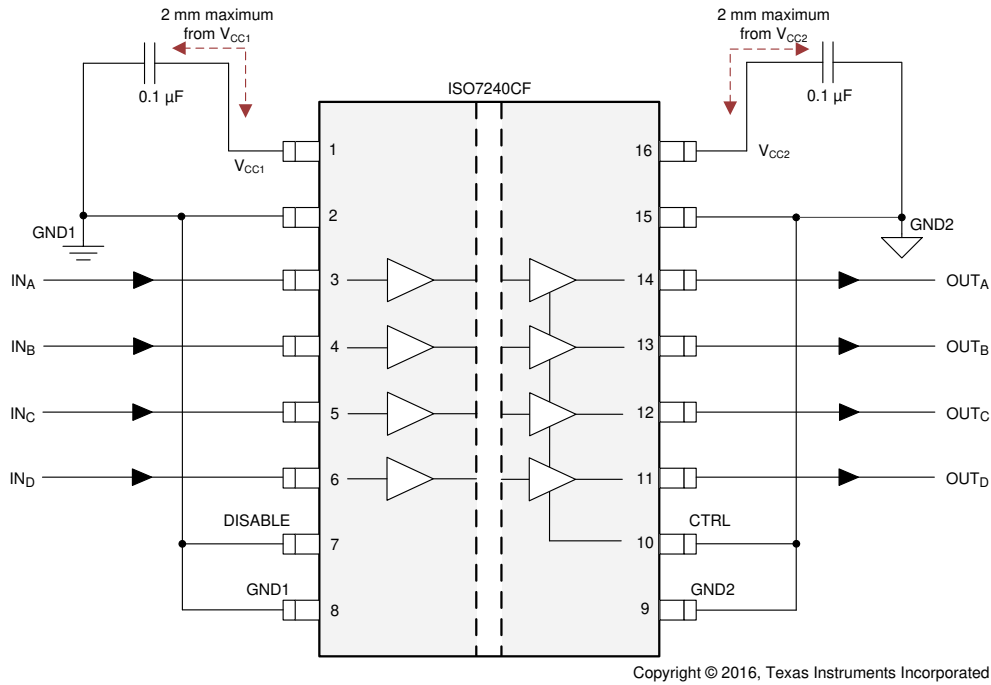 2 mm maximum
from VCC1
2 mm maximum
from VCC2
0.1 µF
0.1 µF
ISO7240CF
VCC1
1
16
VCC2
2
15
GND1
GND2
INA
3
14
OUTA
INB
4
13
OUTB
INC
5
12
OUTC
IND
6
11
OUTD
DISABLE
7
10
CTRL
GND1
8
9
GND2
Copyright © 2016, Texas Instruments Incorporated